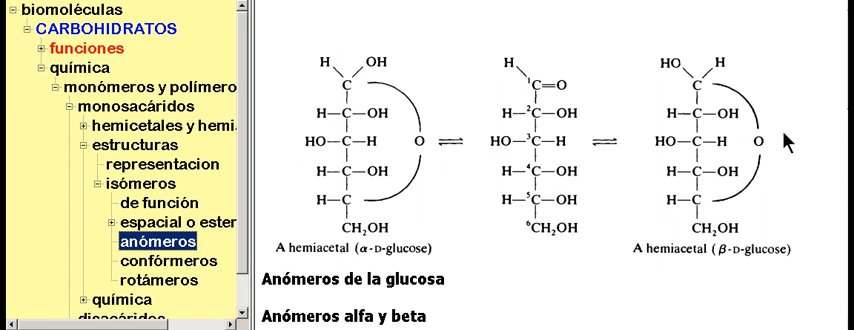 biomoléculas
CARBOHIDRATOS
funciones
química
monómeros y polímero
monosacáridos
hemicetales y hemi.
estructuras
representacion
isómeros
de función
espacial o ester
anómeros
confórmeros
rotámeros
química
disacáridos
H OH
C
H—C—OH
HO—C—H
O
H—C—OH
H—C
CH₂OH
A hemiacetal (α-D-glucose)
⇌
H
¹C=O
H—²C—OH
HO—³C—H
H—⁴C—OH
H—⁵C—OH
⁶CH₂OH
⇌
HO H
C
H—C—OH
HO—C—H
O
H—C—OH
H—C
CH₂OH
A hemiacetal (β-D-glucose)
Anómeros de la glucosa
Anómeros alfa y beta